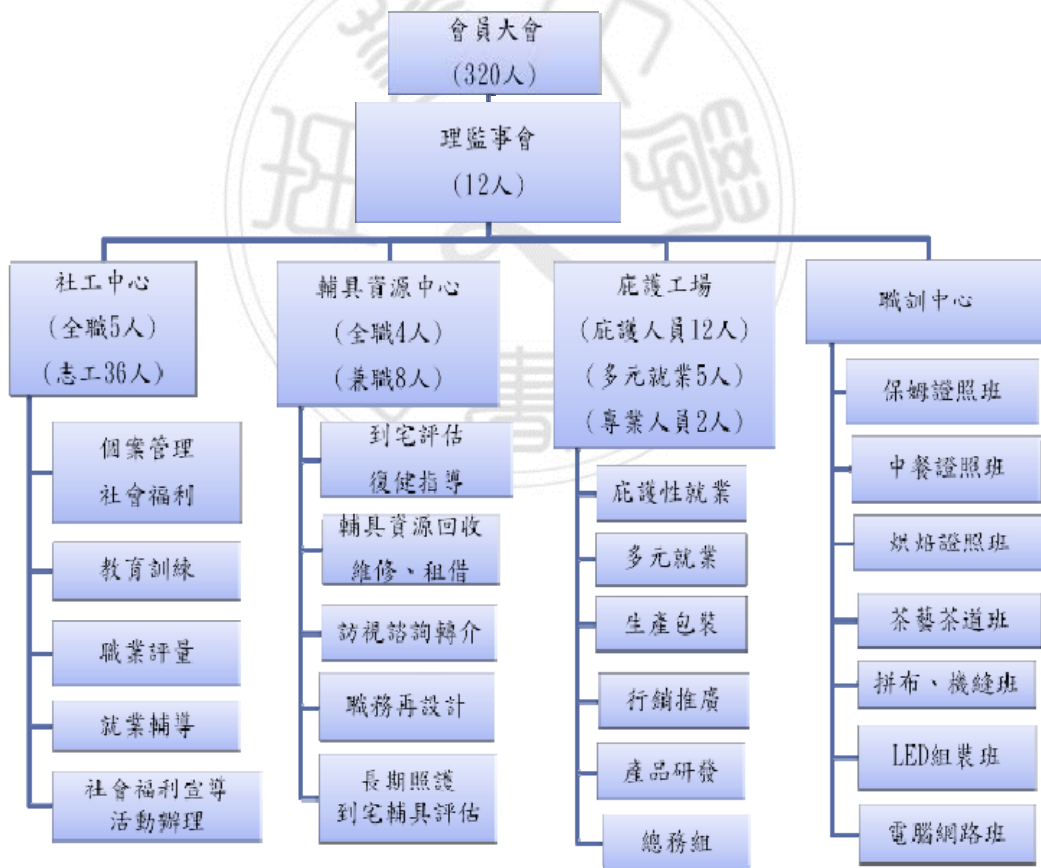 會員大會
(320人)
理監事會
(12人)
社工中心
(全職5人)
(志工36人)
個案管理
社會福利
教育訓練
職業評量
就業輔導
社會福利宣導
活動辦理
輔具資源中心
(全職4人)
(兼職8人)
到宅評估
復健指導
輔具資源回收
維修、租借
訪視諮詢轉介
職務再設計
長期照護
到宅輔具評估
庇護工場
(庇護人員12人)
(多元就業5人)
(專業人員2人)
庇護性就業
多元就業
生產包裝
行銷推廣
產品研發
總務組
職訓中心
保姆證照班
中餐證照班
烘焙證照班
茶藝茶道班
拼布、機縫班
LED組裝班
電腦網路班